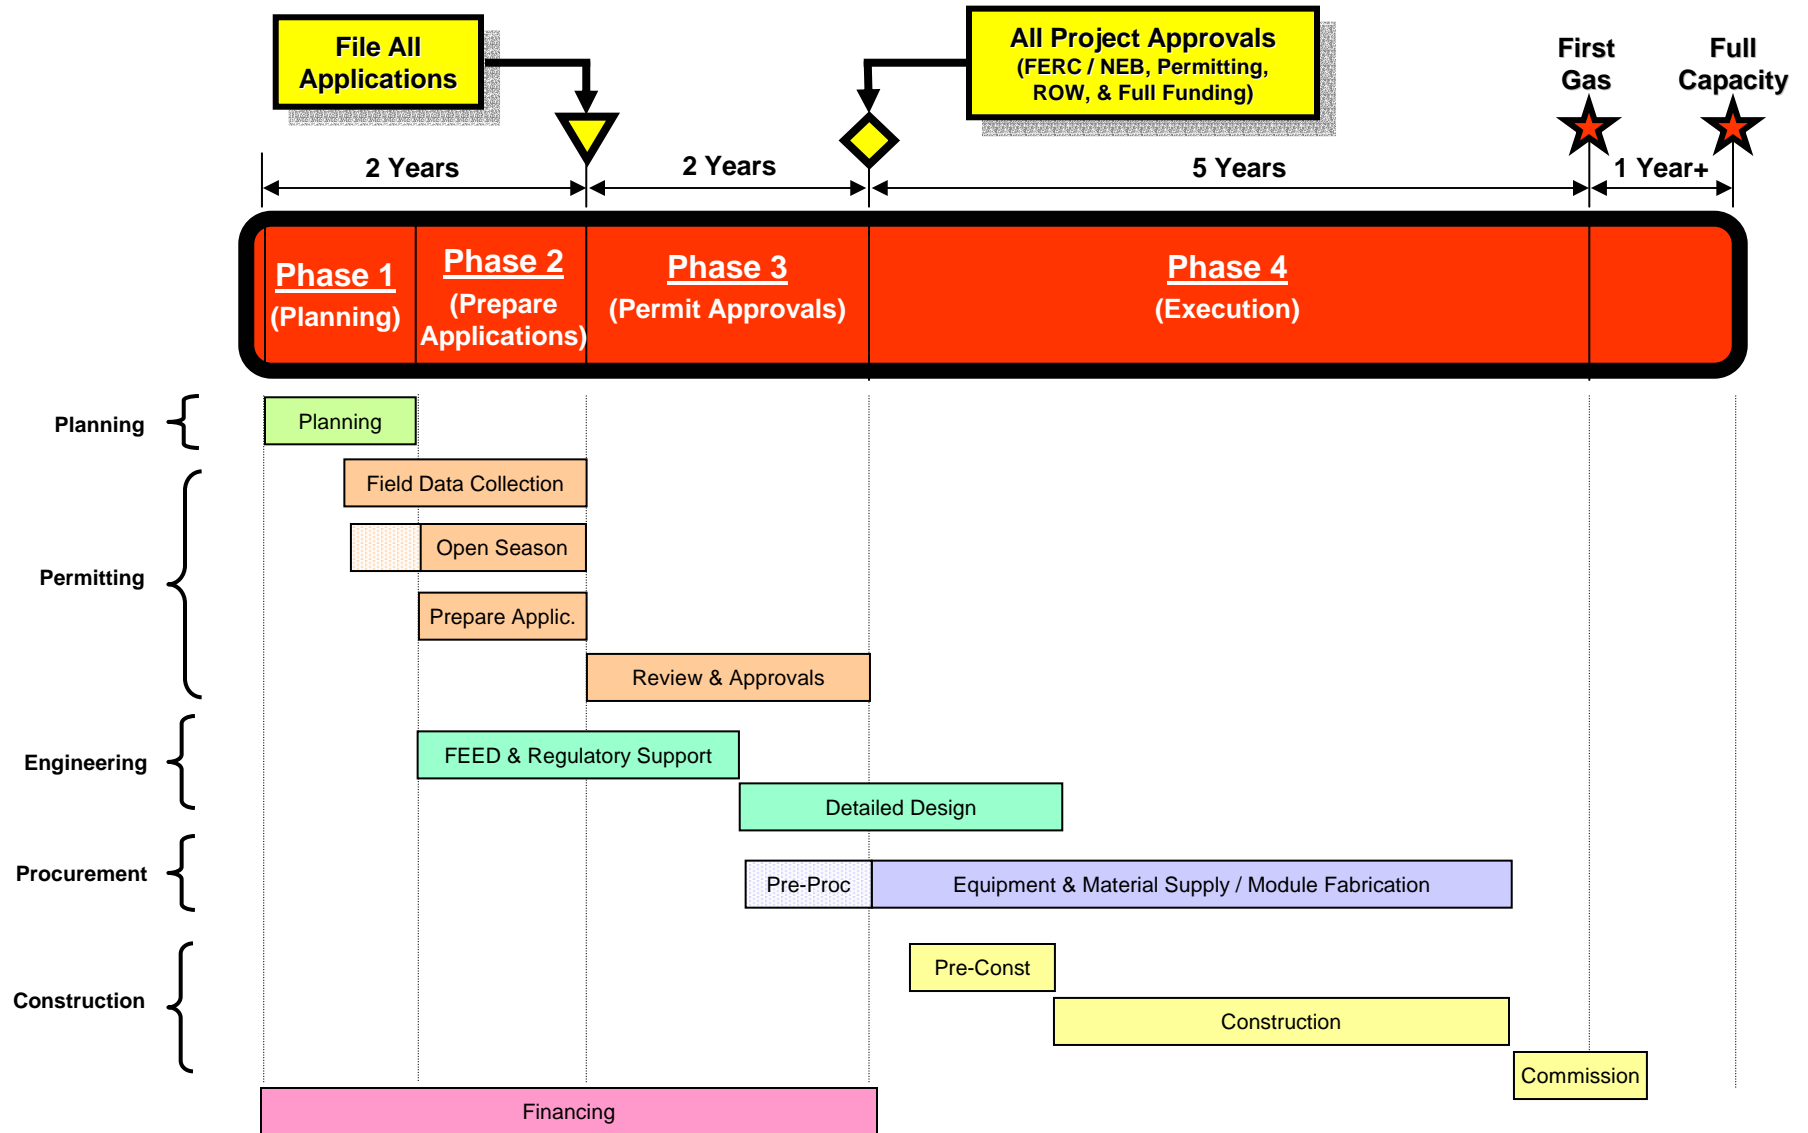 File All
Applications
All Project Approvals
(FERC / NEB, Permitting,
ROW, & Full Funding)
First
Gas
Full
Capacity
2 Years
2 Years
5 Years
1 Year+
Phase 1
(Planning)
Phase 2
(Prepare
Applications)
Phase 3
(Permit Approvals)
Phase 4
(Execution)
Planning
Planning
Permitting
Field Data Collection
Open Season
Prepare Applic.
Review & Approvals
Engineering
FEED & Regulatory Support
Detailed Design
Procurement
Pre-Proc
Equipment & Material Supply / Module Fabrication
Construction
Pre-Const
Construction
Commission
Financing